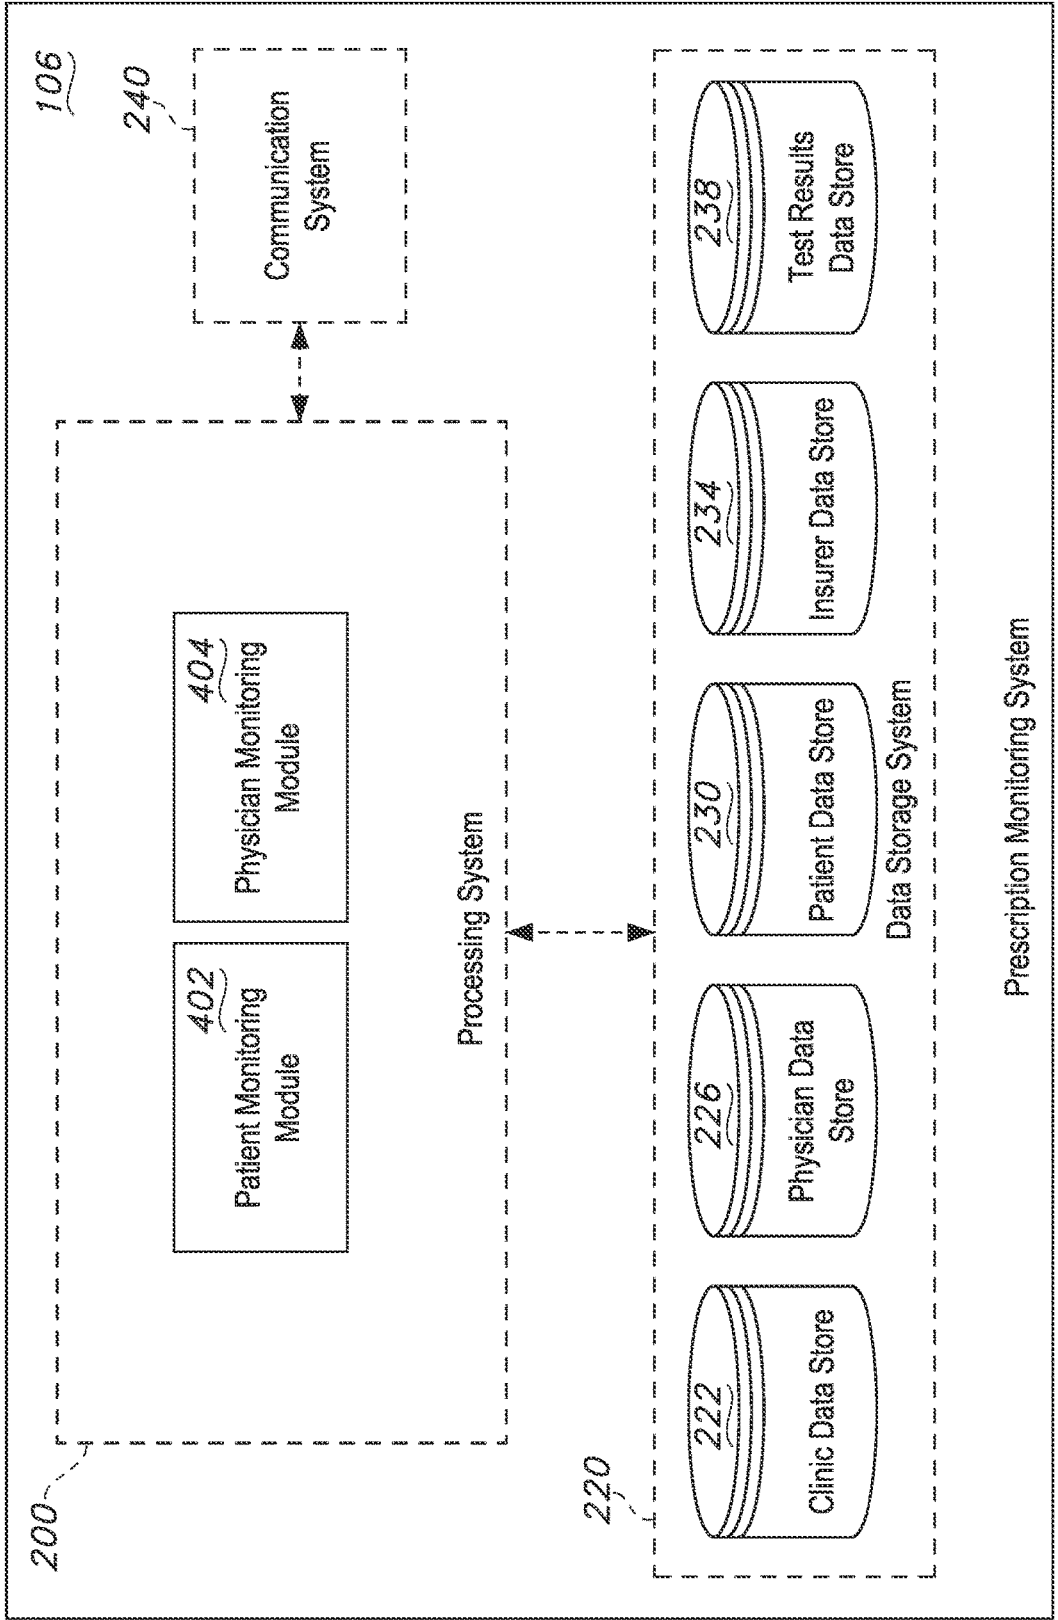 106
200
240
Communication
System
402
Patient Monitoring
Module
404
Physician Monitoring
Module
Processing System
220
222
Clinic Data Store
226
Physician Data
Store
230
Patient Data Store
234
Insurer Data Store
238
Test Results
Data Store
Data Storage System
Prescription Monitoring System